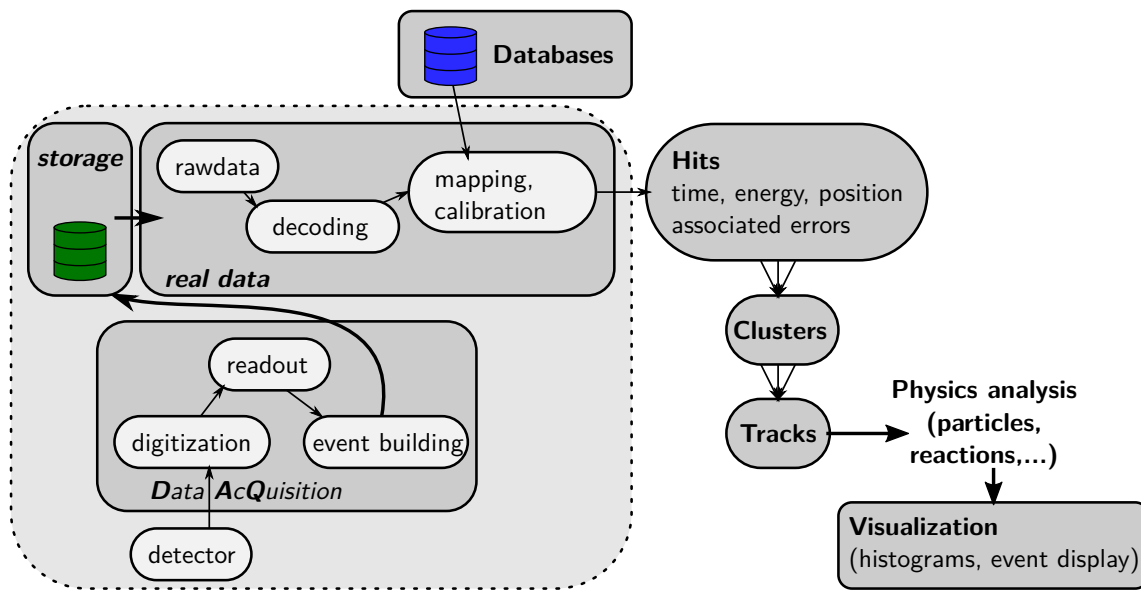 Databases
storage
rawdata
decoding
mapping,
calibration
real data
Hits
time, energy, position
associated errors
Clusters
Tracks
Physics analysis
(particles,
reactions,...)
Visualization
(histograms, event display)
readout
digitization
event building
Data AcQuisition
detector